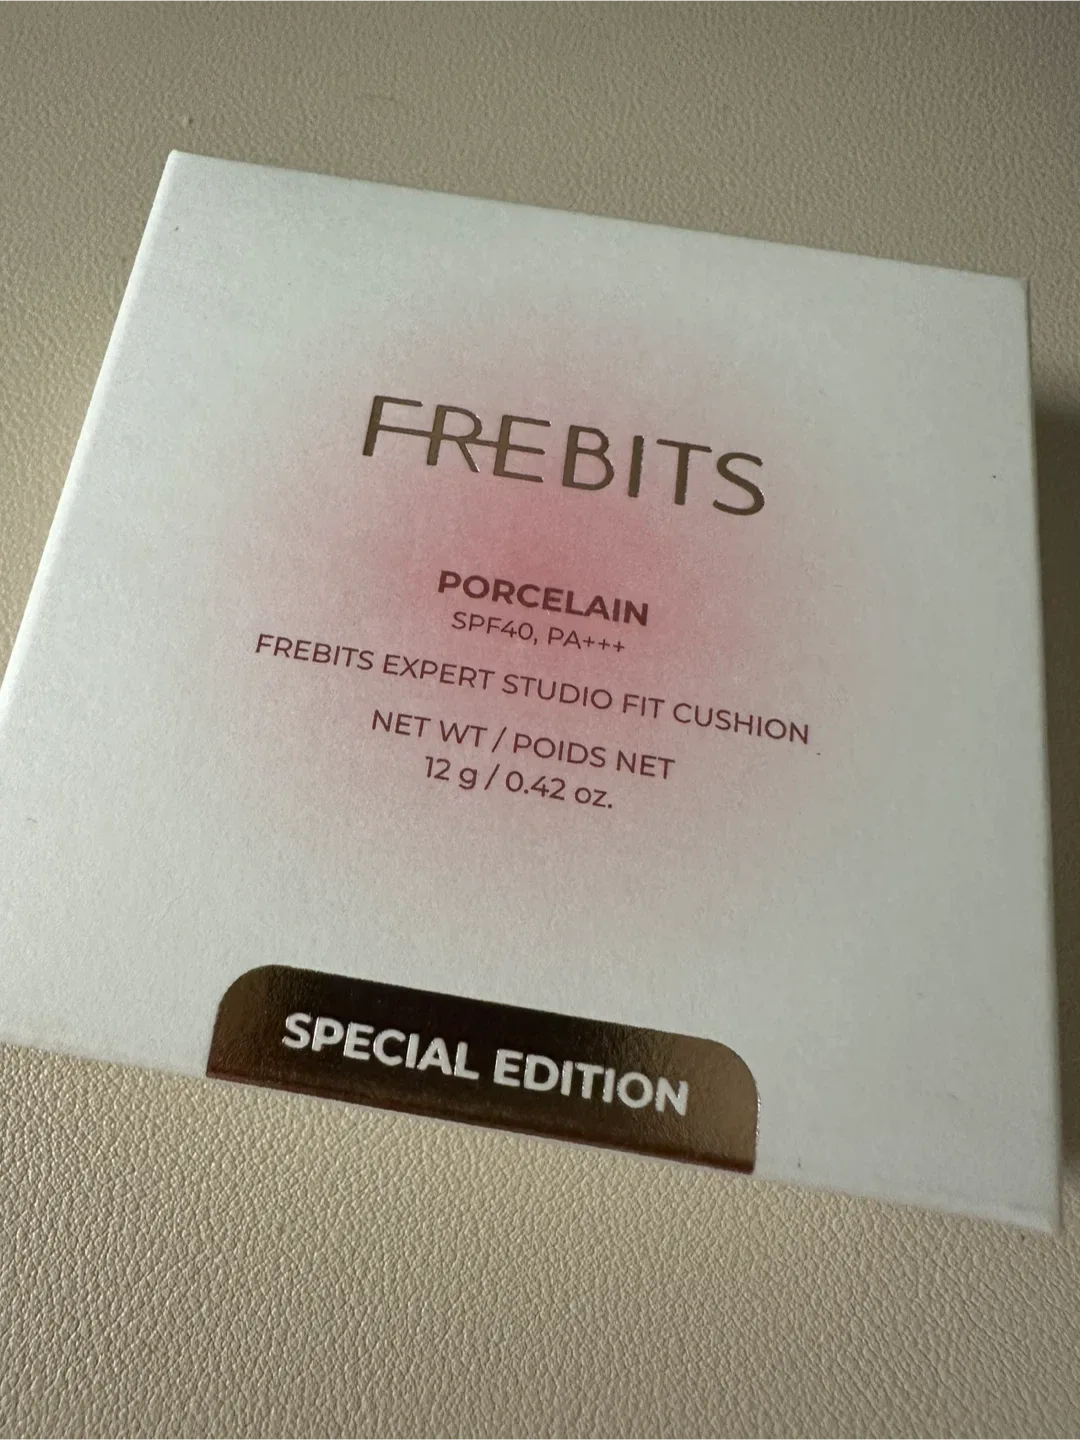 FREBITS
PORCELAIN
SPF40, PA+++
FREBITS EXPERT STUDIO FIT CUSHION
NET WT / POIDS NET
12 g / 0.42 oz.
SPECIAL EDITION